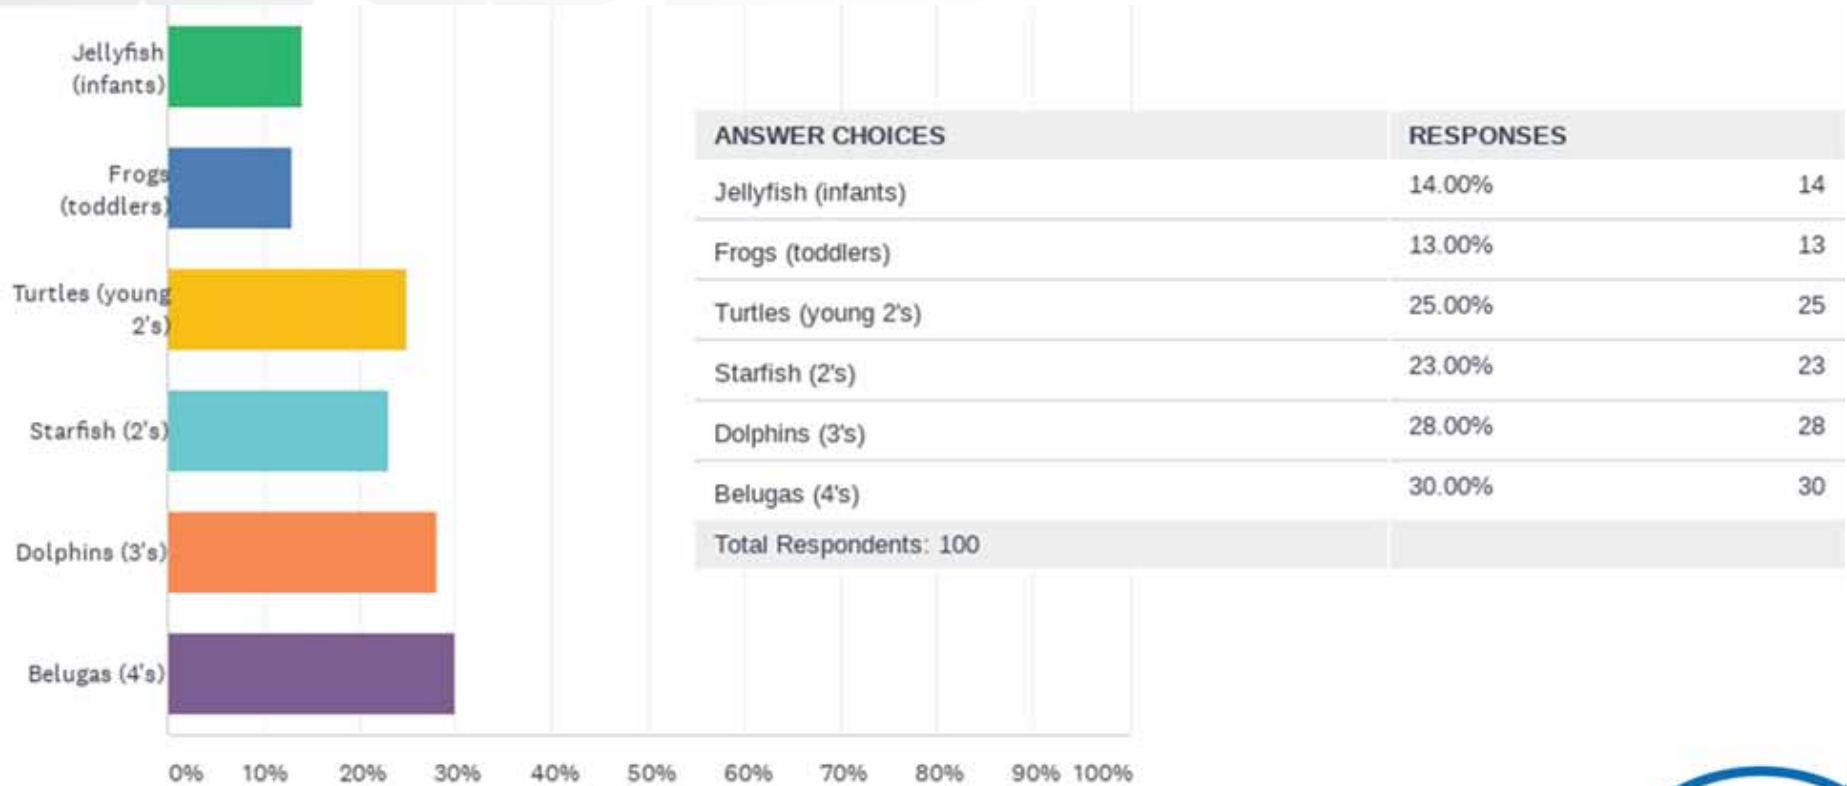 Jellyfish
(infants)
Frogs
(toddlers)
Turtles (young
2's)
Starfish (2's)
Dolphins (3's)
Belugas (4's)
0% 10% 20% 30% 40% 50% 60% 70% 80% 90% 100%
ANSWER CHOICES RESPONSES
Jellyfish (infants) 14.00% 14
Frogs (toddlers) 13.00% 13
Turtles (young 2's) 25.00% 25
Starfish (2's) 23.00% 23
Dolphins (3's) 28.00% 28
Belugas (4's) 30.00% 30
Total Respondents: 100